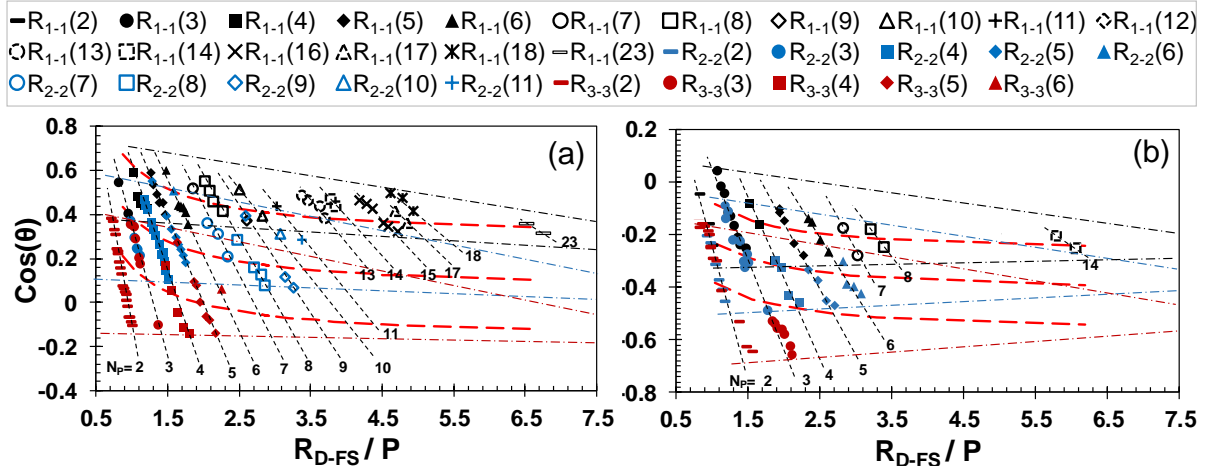 R1-1(2) R1-1(3) R1-1(4) R1-1(5) R1-1(6) R1-1(7) R1-1(8) R1-1(9) R1-1(10) R1-1(11) R1-1(12)
R1-1(13) R1-1(14) R1-1(16) R1-1(17) R1-1(18) R1-1(23) R2-2(2) R2-2(3) R2-2(4) R2-2(5) R2-2(6)
R2-2(7) R2-2(8) R2-2(9) R2-2(10) R2-2(11) R3-3(2) R3-3(3) R3-3(4) R3-3(5) R3-3(6)
Cos(θ)
0.8
0.6
0.4
0.2
0
-0.2
-0.4
(a)
23
18
17
15
14
13
11
NP= 2 3 4 5 6 7 8 9 10
0.5 1.5 2.5 3.5 4.5 5.5 6.5 7.5
RD-FS / P
0.2
0
-0.2
-0.4
-0.6
-0.8
(b)
14
8
7
6
5
NP= 2 3 4
0.5 1.5 2.5 3.5 4.5 5.5 6.5 7.5
RD-FS / P